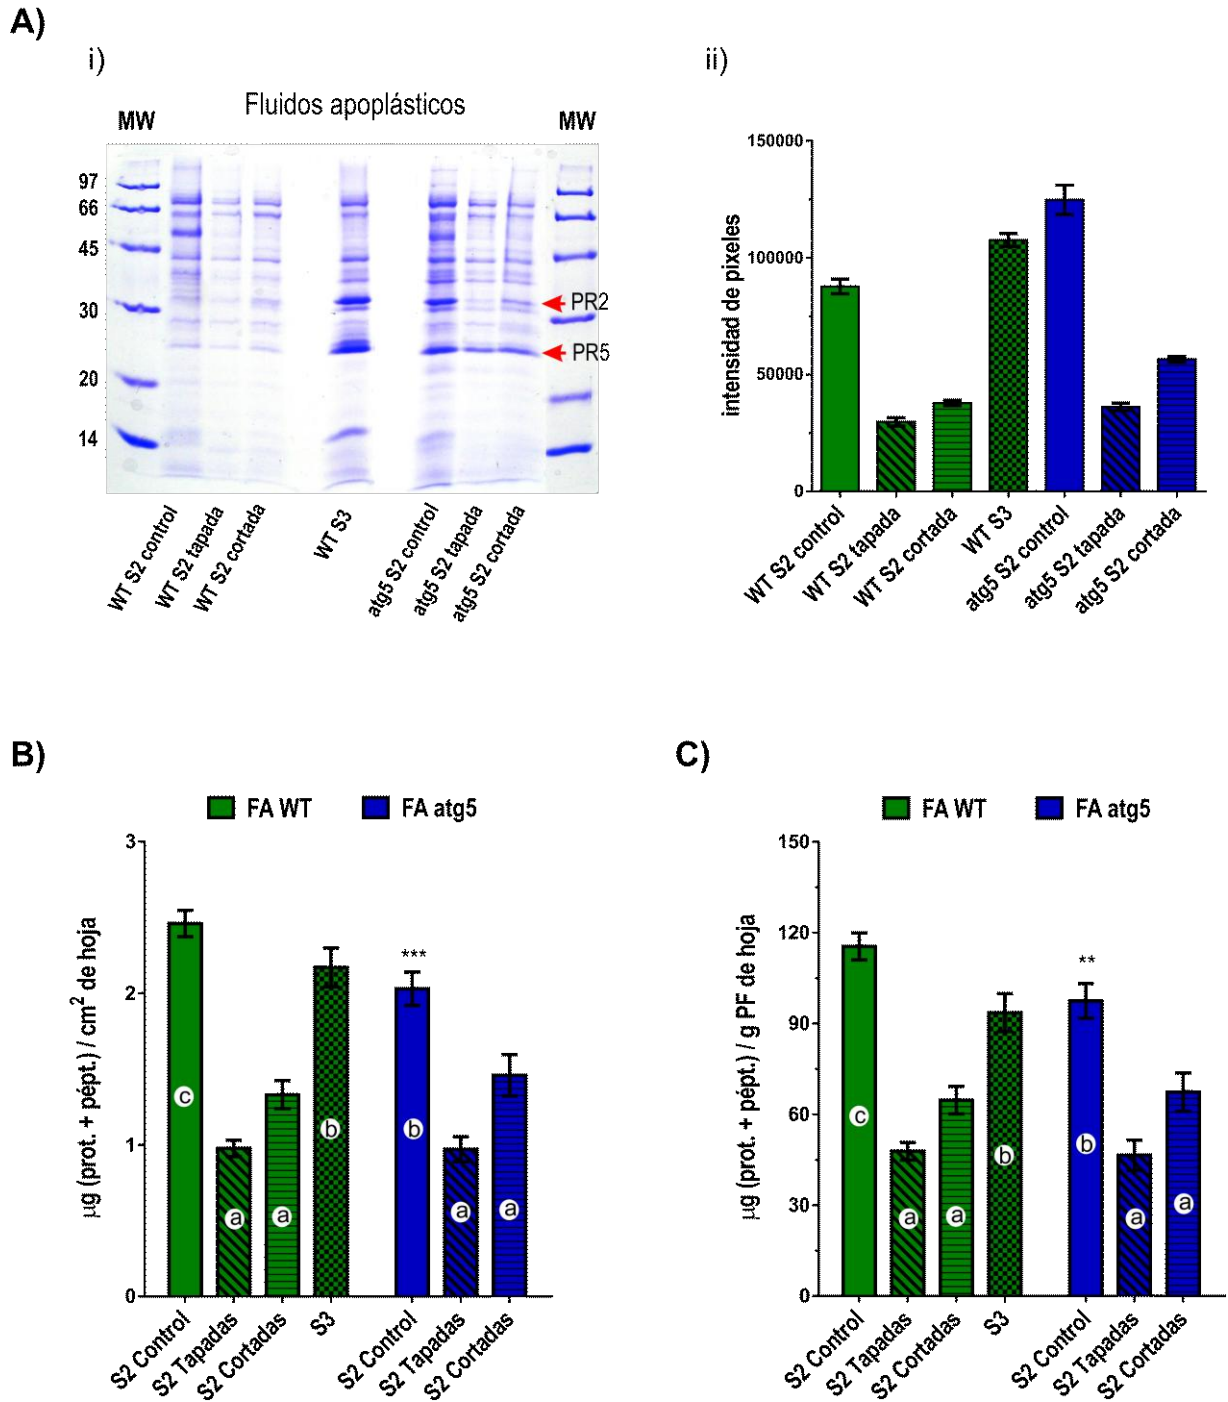 A)
i)
Fluidos apoplásticos
MW
MW
97
66
45
30
20
14
PR2
PR5
WT S2 control
WT S2 tapada
WT S2 cortada
WT S3
atg5 S2 control
atg5 S2 tapada
atg5 S2 cortada
ii)
intensidad de pixeles
150000
100000
50000
0
WT S2 control
WT S2 tapada
WT S2 cortada
WT S3
atg5 S2 control
atg5 S2 tapada
atg5 S2 cortada
B)
FA WT
FA atg5
µg (prot. + pépt.) / cm² de hoja
3
2
1
0
***
c
a
a
b
b
a
a
S2 Control
S2 Tapadas
S2 Cortadas
S3
S2 Control
S2 Tapadas
S2 Cortadas
C)
FA WT
FA atg5
µg (prot. + pépt.) / g PF de hoja
150
120
90
60
30
0
**
c
a
a
b
b
a
a
S2 Control
S2 Tapadas
S2 Cortadas
S3
S2 Control
S2 Tapadas
S2 Cortadas